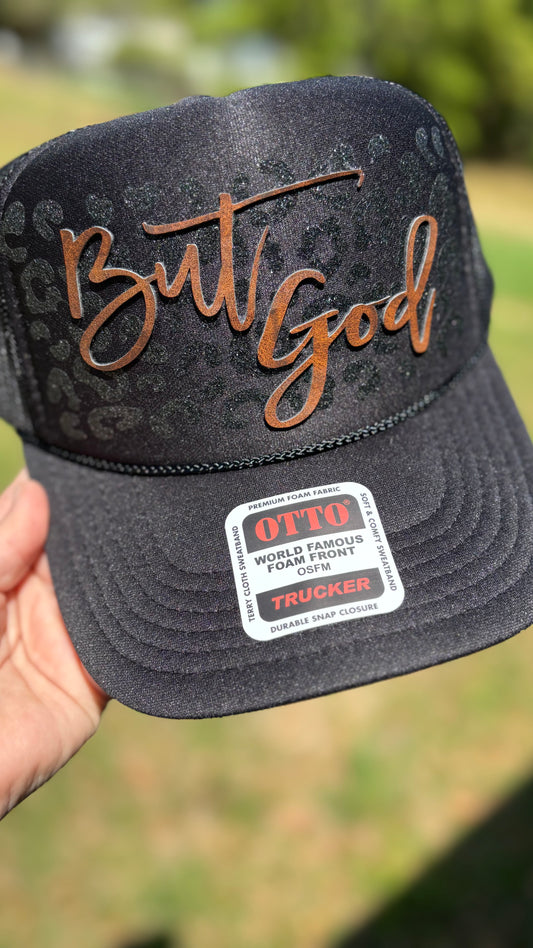 But God
PREMIUM FOAM FABRIC
SOFT & COMFY SWEATBAND
TERRY CLOTH SWEATBAND
OTTO®
WORLD FAMOUS
FOAM FRONT
OSFM
TRUCKER
DURABLE SNAP CLOSURE